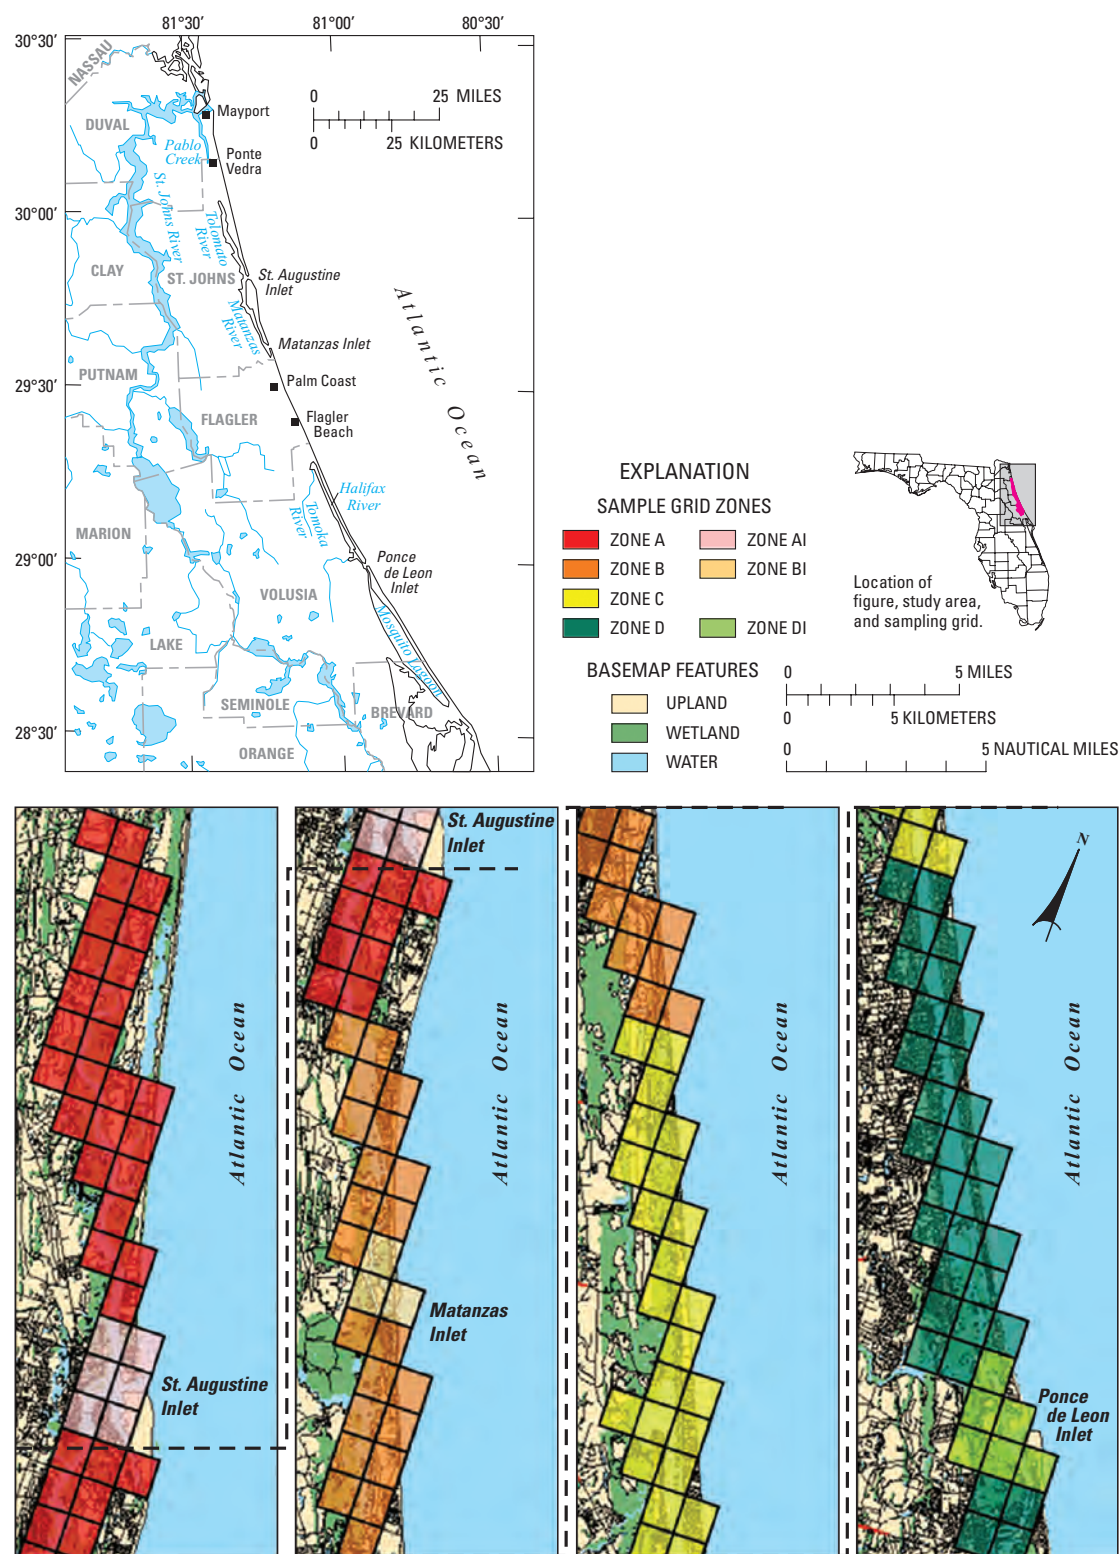 81°30′ 81°00′ 80°30′
30°30′
NASSAU
0 25 MILES
Mayport
DUVAL
0 25 KILOMETERS
Pablo
Creek
Ponte
Vedra
30°00′
St. Johns River
Tolomato
River
CLAY
ST. JOHNS
St. Augustine
Inlet
Atlantic Ocean
Matanzas
River
Matanzas Inlet
29°30′
PUTNAM
Palm Coast
FLAGLER
Flagler
Beach
Halifax
River
Tomoka
River
MARION
29°00′
Ponce
de Leon
Inlet
VOLUSIA
Mosquito Lagoon
LAKE
SEMINOLE
BREVARD
28°30′
ORANGE
EXPLANATION
SAMPLE GRID ZONES
ZONE A ZONE AI
ZONE B ZONE BI
ZONE C
ZONE D ZONE DI
Location of
figure, study area,
and sampling grid.
BASEMAP FEATURES
UPLAND
WETLAND
WATER
0 5 MILES
0 5 KILOMETERS
0 5 NAUTICAL MILES
Atlantic Ocean
St. Augustine
Inlet
St. Augustine
Inlet
Atlantic Ocean
Matanzas
Inlet
Atlantic Ocean
N
Atlantic Ocean
Ponce
de Leon
Inlet